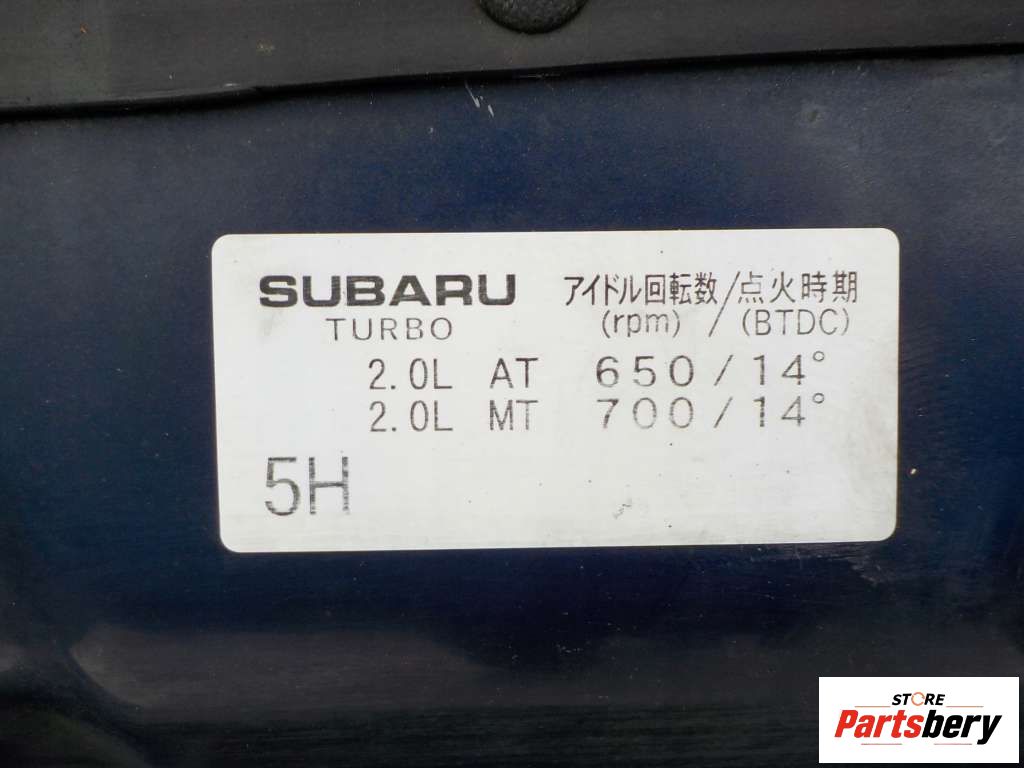 SUBARU アイドル回転数/点火時期
TURBO (rpm) / (BTDC)
2.0L AT 650/14°
2.0L MT 700/14°
5H
STORE
Partsbery